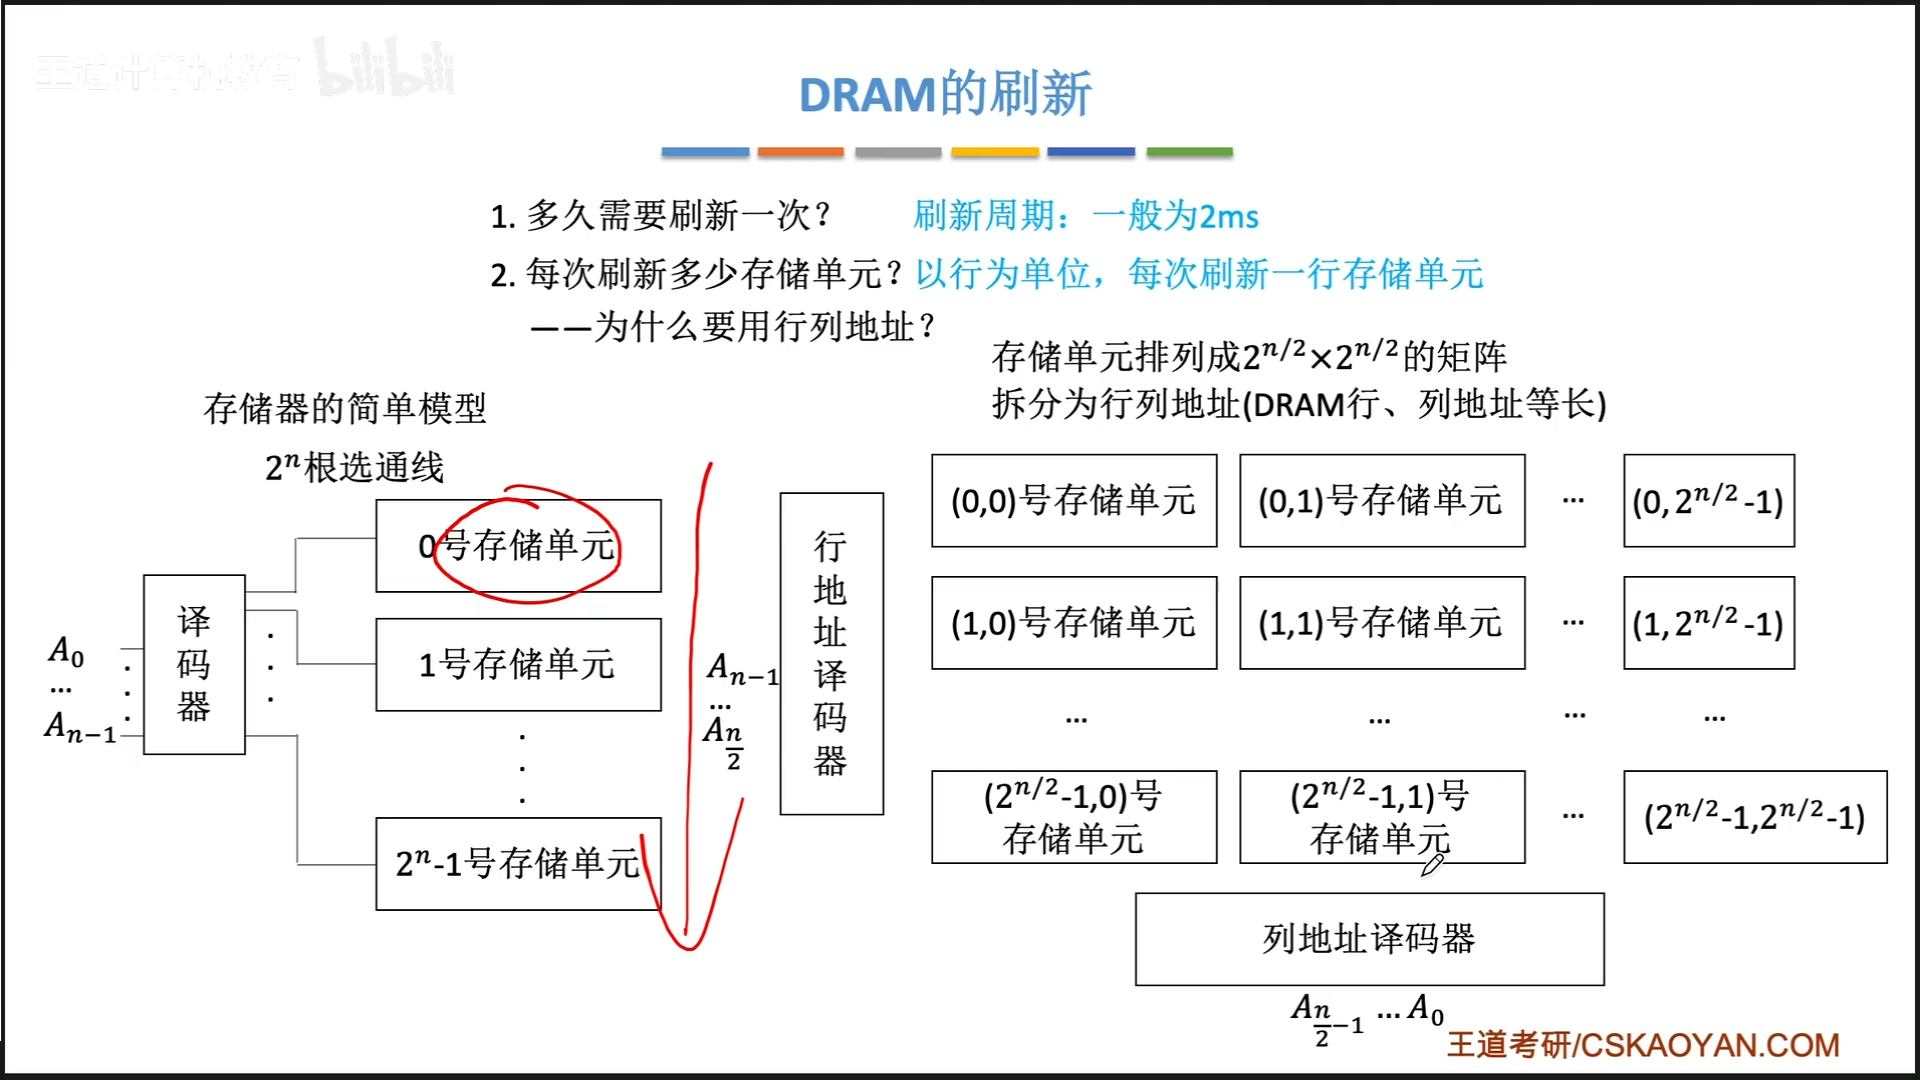 王道计算机教育 bilibili
DRAM的刷新
1. 多久需要刷新一次？ 刷新周期：一般为2ms
2. 每次刷新多少存储单元？以行为单位，每次刷新一行存储单元
——为什么要用行列地址？
存储单元排列成2^{n/2}×2^{n/2}的矩阵
拆分为行列地址(DRAM行、列地址等长)
存储器的简单模型
2^n根选通线
0号存储单元
1号存储单元
2^n-1号存储单元
译码器
A_0
...
A_{n-1}
A_{n-1}
...
A_{n/2}
行地址译码器
(0,0)号存储单元 (0,1)号存储单元 ... (0, 2^{n/2}-1)
(1,0)号存储单元 (1,1)号存储单元 ... (1, 2^{n/2}-1)
... ... ... ...
(2^{n/2}-1,0)号存储单元 (2^{n/2}-1,1)号存储单元 ... (2^{n/2}-1,2^{n/2}-1)
列地址译码器
A_{n/2-1} ... A_0
王道考研/CSKAOYAN.COM